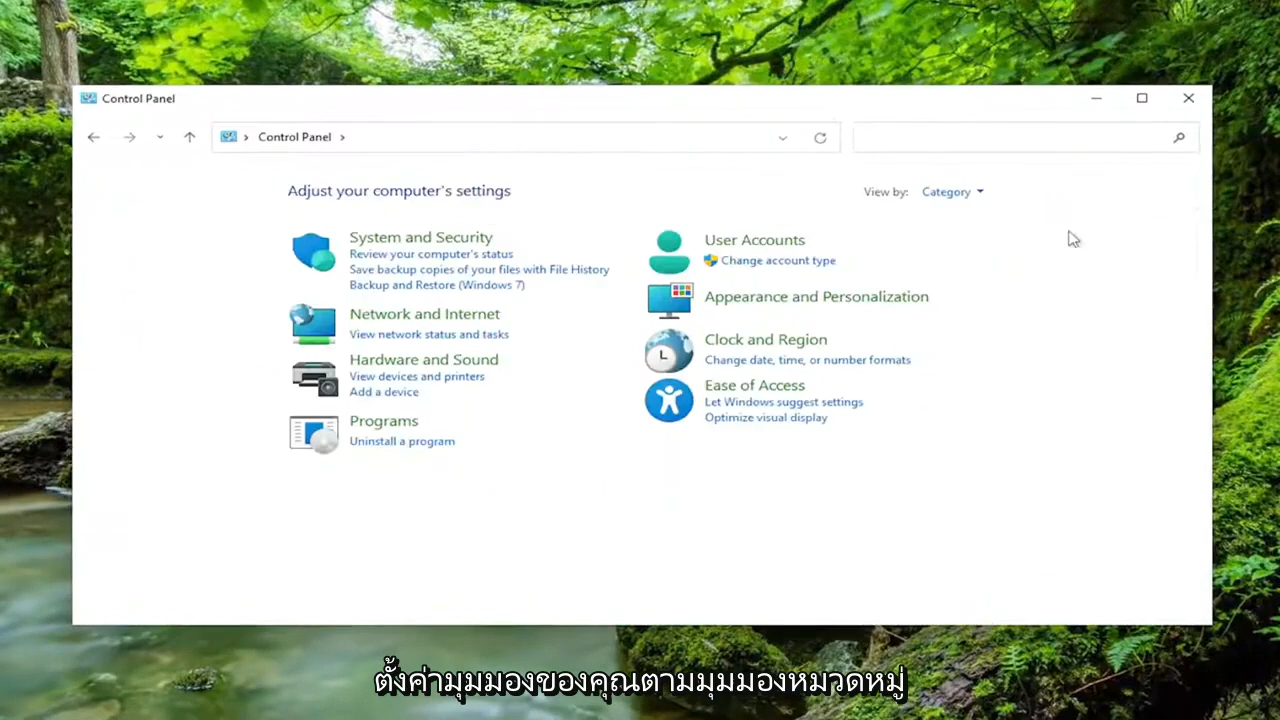 Control Panel
Control Panel
Adjust your computer's settings
View by: Category
System and Security
Review your computer's status
Save backup copies of your files with File History
Backup and Restore (Windows 7)
Network and Internet
View network status and tasks
Hardware and Sound
View devices and printers
Add a device
Programs
Uninstall a program
User Accounts
Change account type
Appearance and Personalization
Clock and Region
Change date, time, or number formats
Ease of Access
Let Windows suggest settings
Optimize visual display
ตั้งค่ามุมมองของคุณตามมุมมองหมวดหมู่